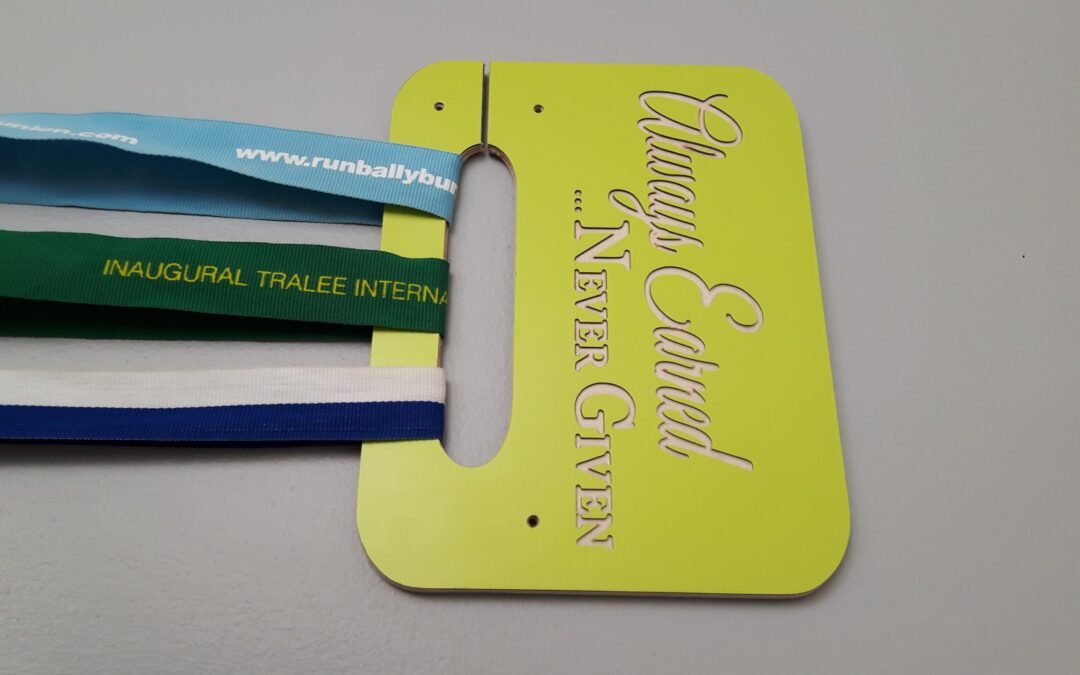 Always Earned
....Never Given
www.runballybun
INAUGURAL TRALEE INTERNA